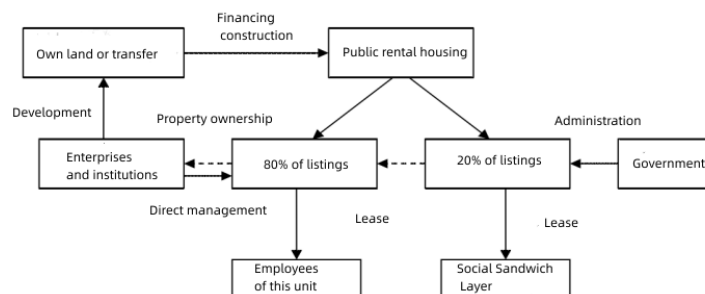 Financing
construction
Own land or transfer
Public rental housing
Development
Property ownership
Administration
Enterprises
and institutions
80% of listings
20% of listings
Government
Direct management
Lease
Lease
Employees
of this unit
Social Sandwich
Layer